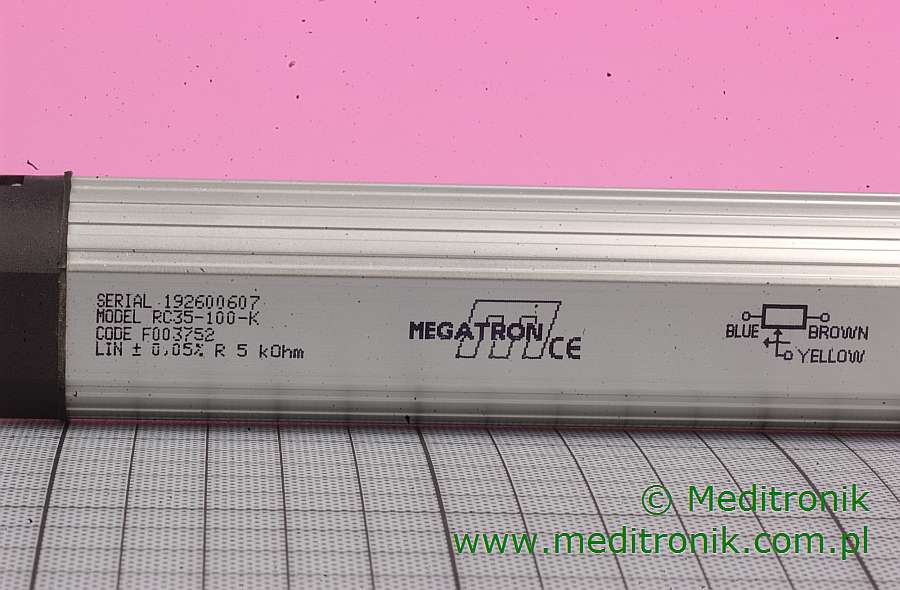 SERIAL 192600607
MODEL RC35-100-K
CODE F003752
LIN ± 0,05% R 5 kOhm
MEGATRON CE
BLUE BROWN
YELLOW
© Meditronik
www.meditronik.com.pl